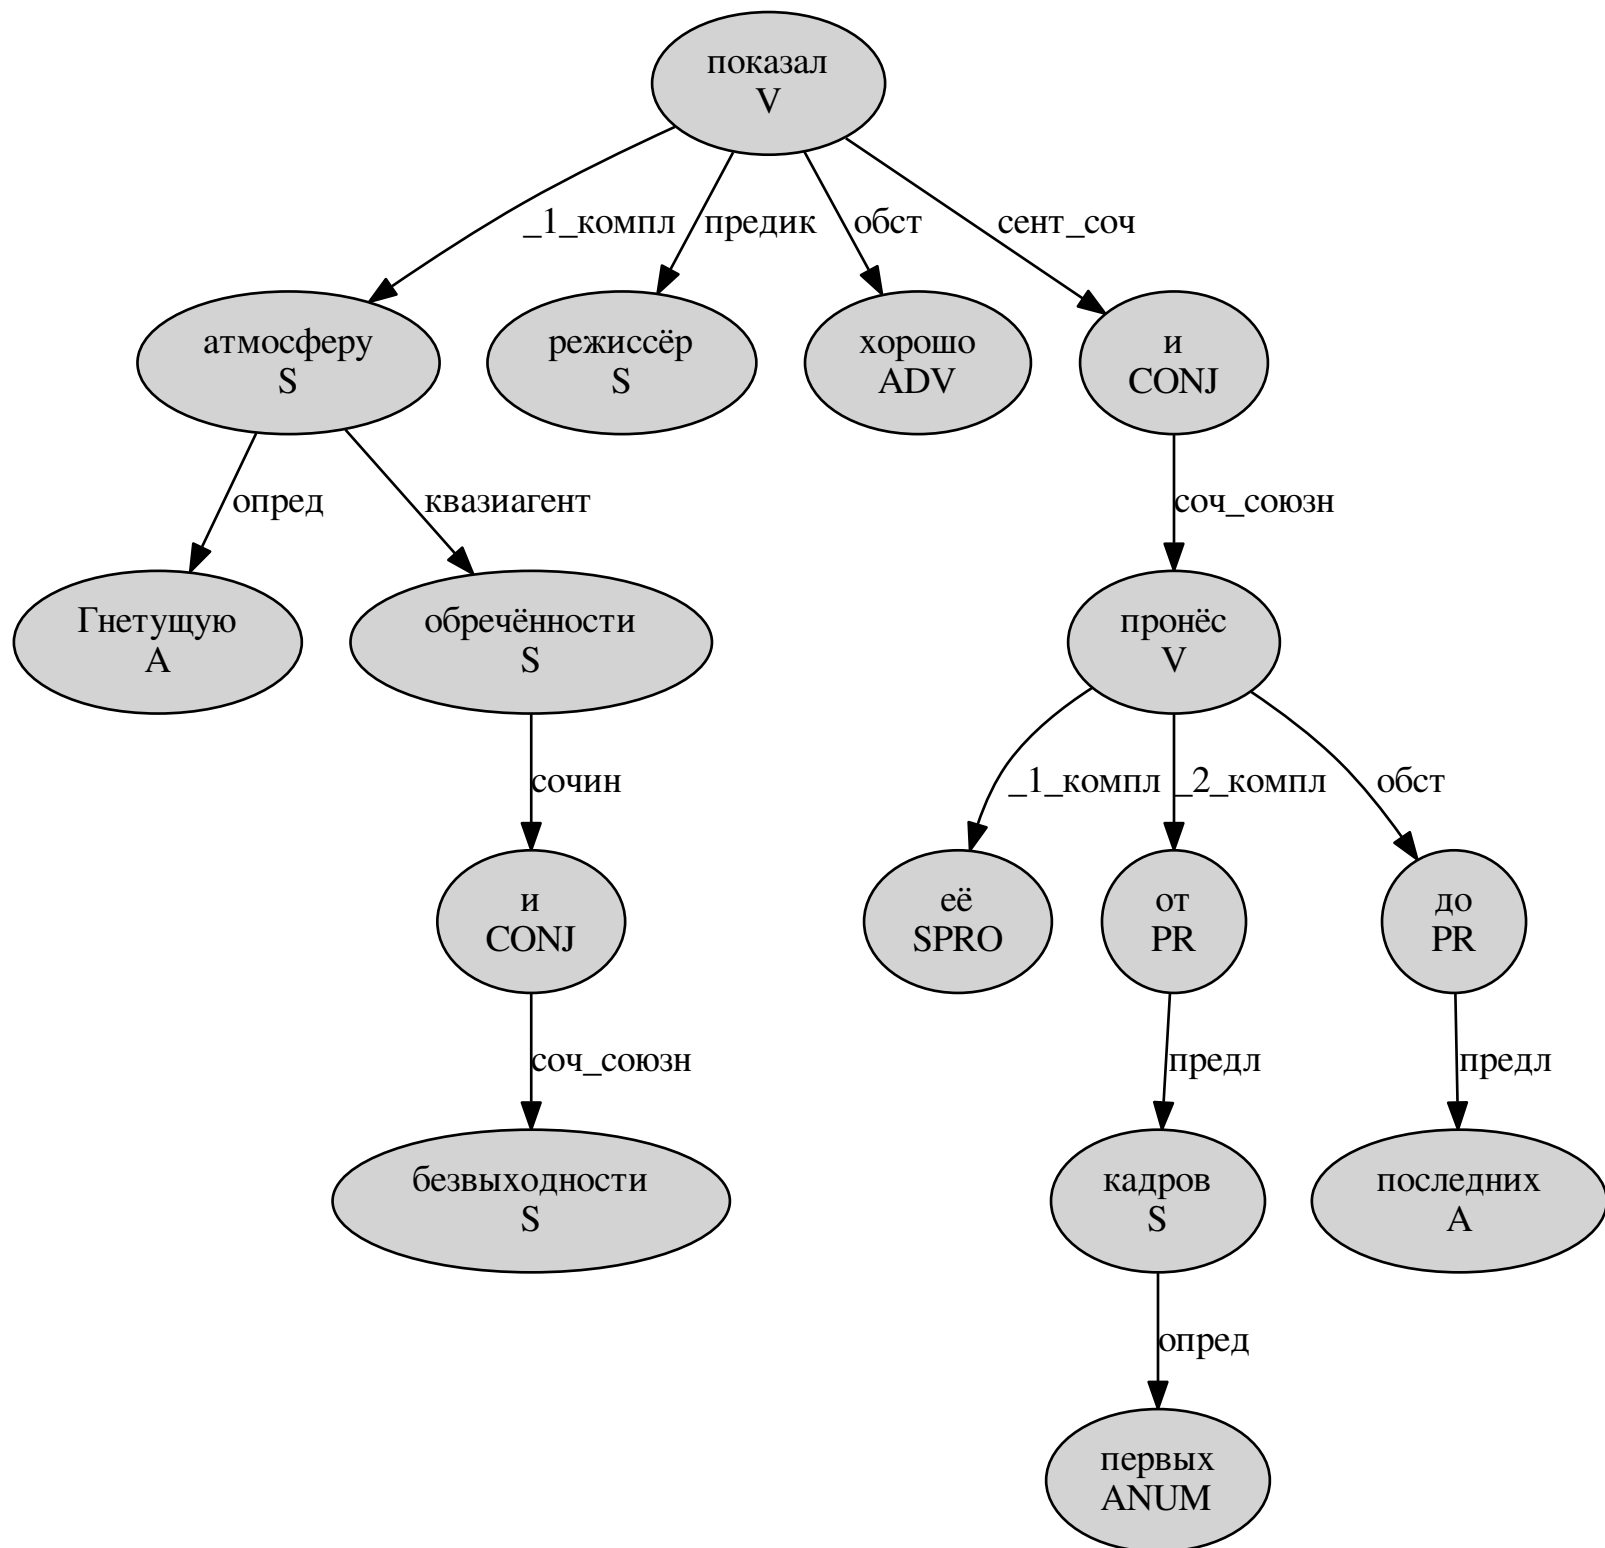 показал
V
_1_компл
предик
обст
сент_соч
атмосферу
S
режиссёр
S
хорошо
ADV
и
CONJ
опред
квазиагент
соч_союзн
Гнетущую
A
обречённости
S
пронёс
V
сочин
_1_компл
_2_компл
обст
и
CONJ
её
SPRO
от
PR
до
PR
соч_союзн
предл
предл
безвыходности
S
кадров
S
последних
A
опред
первых
ANUM